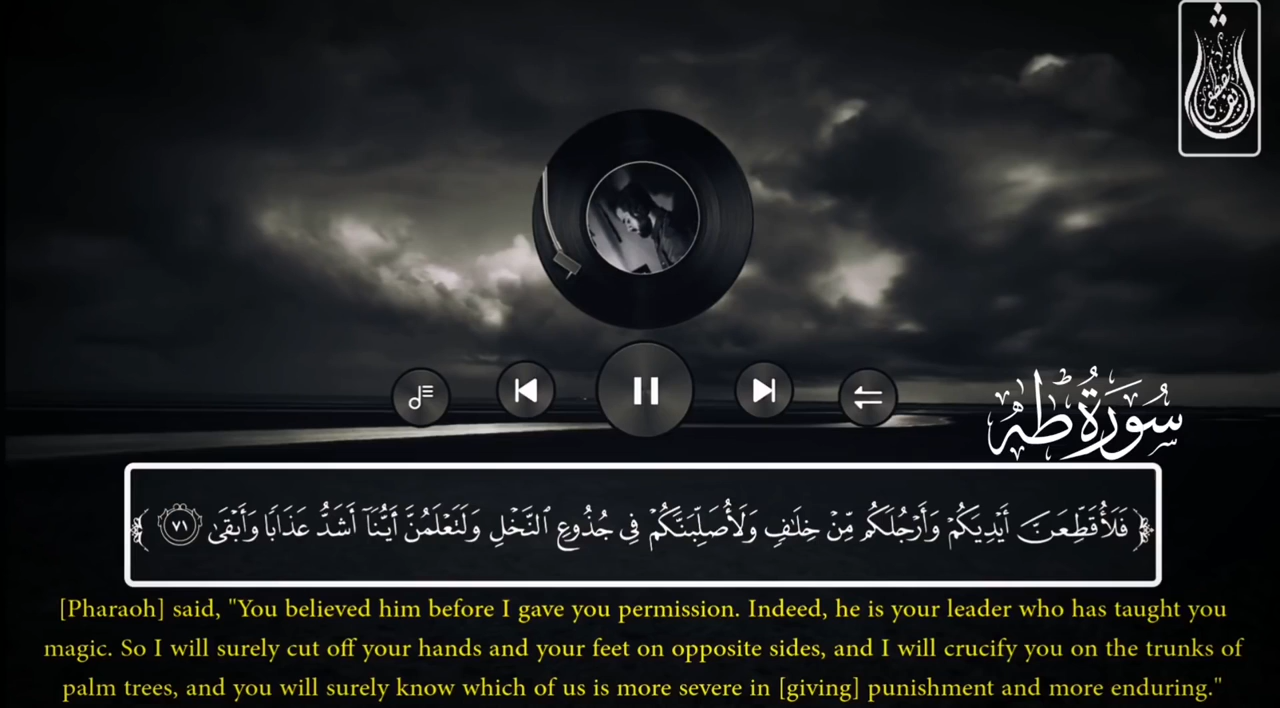 سُورَةُ طٰهٰ
فَلَأُقَطِّعَنَّ أَيْدِيَكُمْ وَأَرْجُلَكُم مِّنْ خِلَٰفٍ وَلَأُصَلِّبَنَّكُمْ فِى جُذُوعِ ٱلنَّخْلِ وَلَتَعْلَمُنَّ أَيُّنَآ أَشَدُّ عَذَابًا وَأَبْقَىٰ ٧١
[Pharaoh] said, "You believed him before I gave you permission. Indeed, he is your leader who has taught you
magic. So I will surely cut off your hands and your feet on opposite sides, and I will crucify you on the trunks of
palm trees, and you will surely know which of us is more severe in [giving] punishment and more enduring."